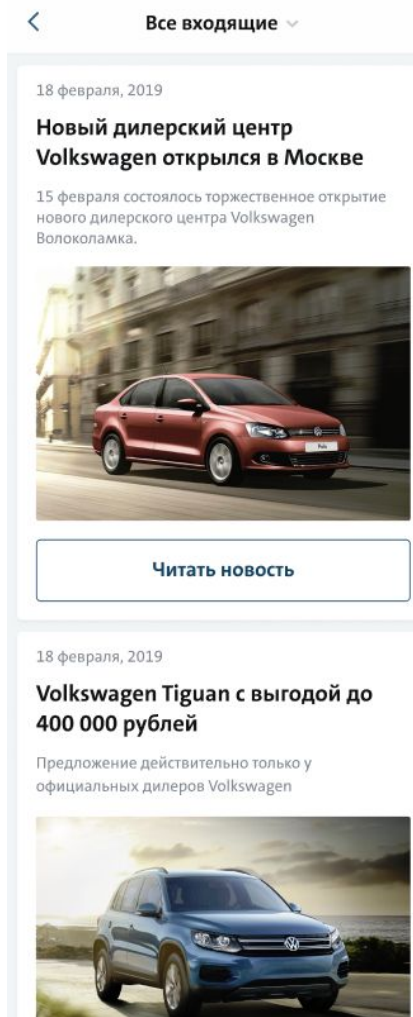 Все входящие
18 февраля, 2019
Новый дилерский центр
Volkswagen открылся в Москве
15 февраля состоялось торжественное открытие
нового дилерского центра Volkswagen
Волоколамка.
Polo
Читать новость
18 февраля, 2019
Volkswagen Tiguan с выгодой до
400 000 рублей
Предложение действительно только у
официальных дилеров Volkswagen